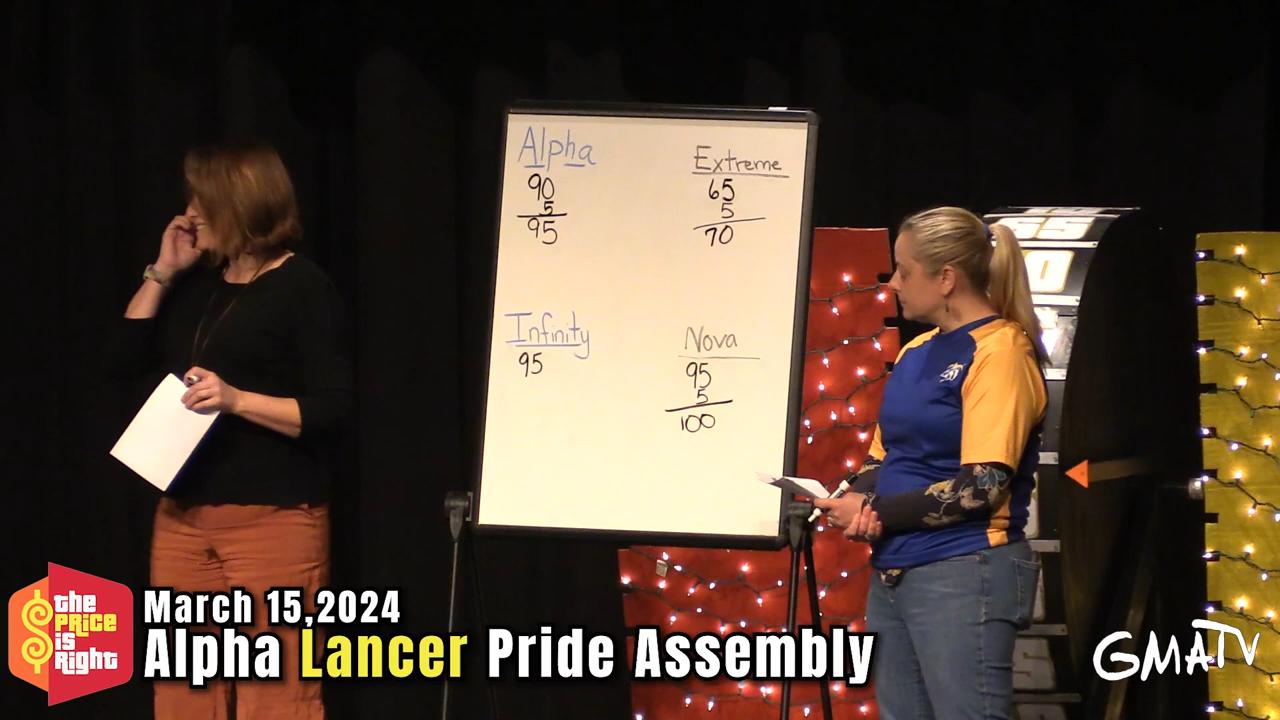 Alpha
90
5
95
Extreme
65
5
70
Infinity
95
Nova
95
5
100
the
PRICE
is
Right
March 15,2024
Alpha Lancer Pride Assembly
GMATV